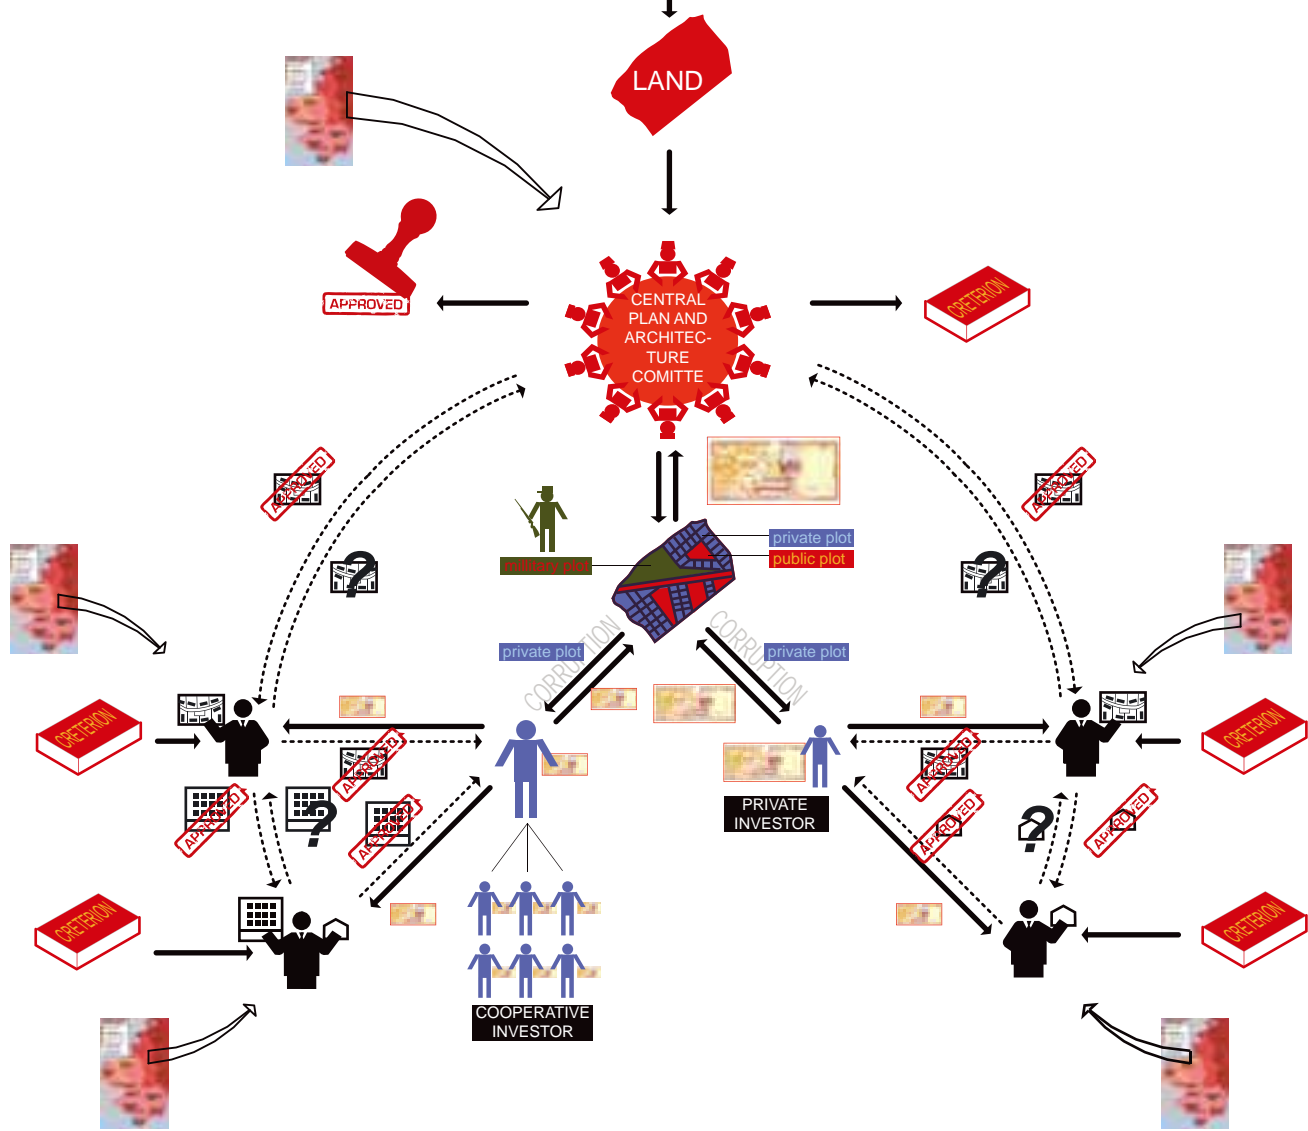 LAND
APPROVED
CENTRAL
PLAN AND
ARCHITEC-
TURE
COMITTE
CRETERION
APPROVED
APPROVED
?
?
private plot
public plot
military plot
CORRUPTION
CORRUPTION
private plot
private plot
CRETERION
CRETERION
APPROVED
APPROVED
PRIVATE
INVESTOR
APPROVED
?
APPROVED
APPROVED
?
APPROVED
CRETERION
CRETERION
COOPERATIVE
INVESTOR